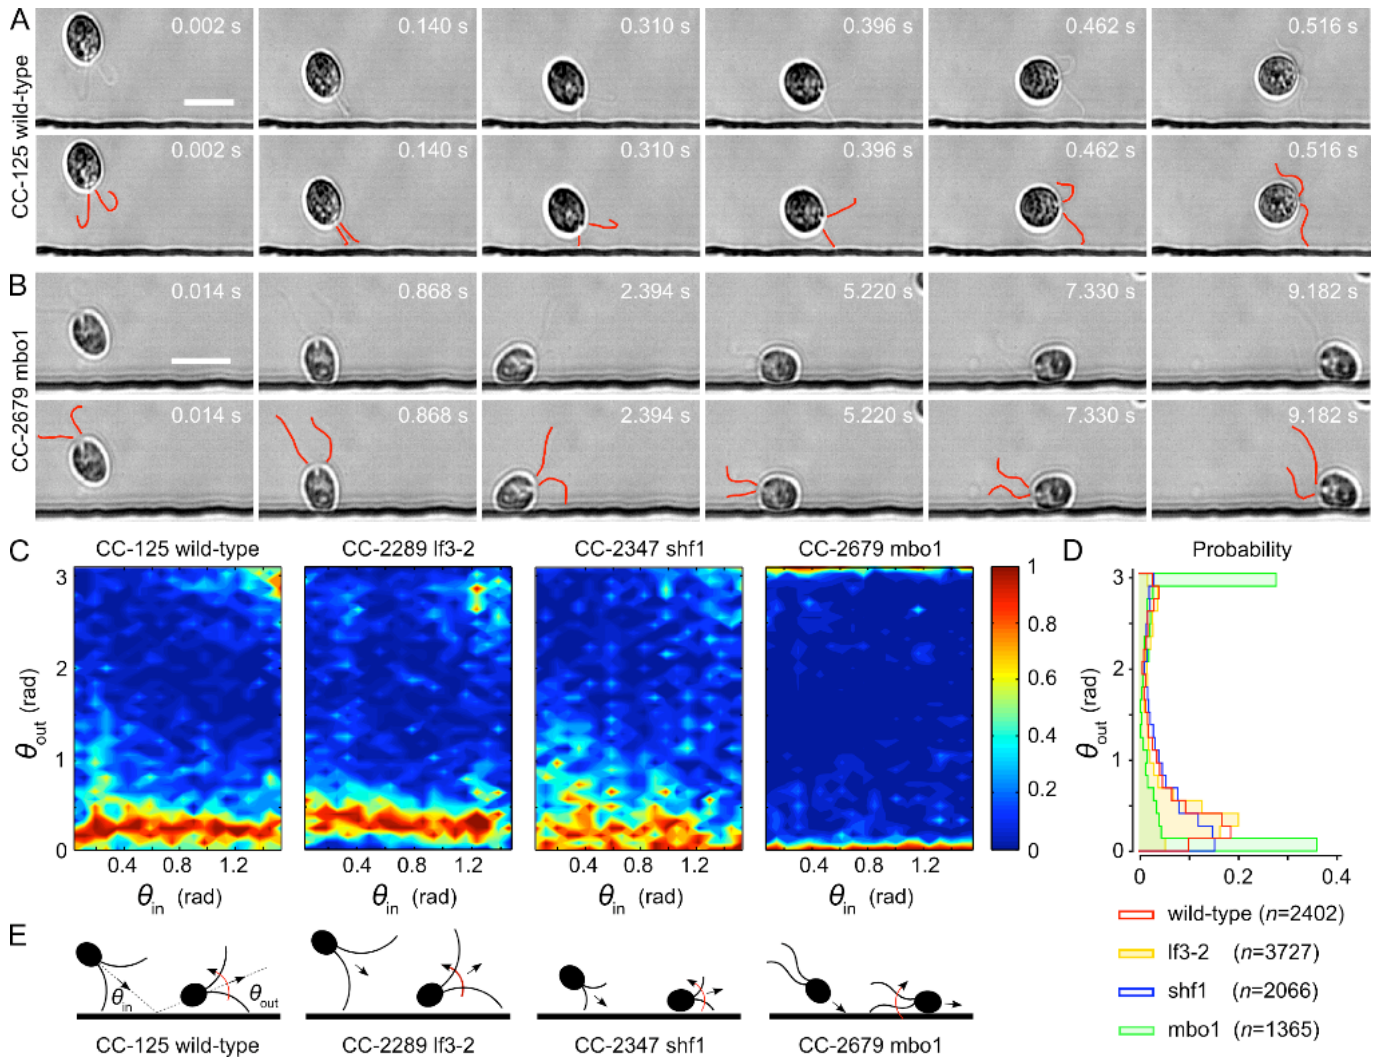 A
CC-125 wild-type
0.002 s
0.140 s
0.310 s
0.396 s
0.462 s
0.516 s
0.002 s
0.140 s
0.310 s
0.396 s
0.462 s
0.516 s
B
CC-2679 mbo1
0.014 s
0.868 s
2.394 s
5.220 s
7.330 s
9.182 s
0.014 s
0.868 s
2.394 s
5.220 s
7.330 s
9.182 s
C
CC-125 wild-type
CC-2289 lf3-2
CC-2347 shf1
CC-2679 mbo1
3
2
1
0
θout (rad)
0.4 0.8 1.2
0.4 0.8 1.2
0.4 0.8 1.2
0.4 0.8 1.2
θin (rad)
θin (rad)
θin (rad)
θin (rad)
1
0.8
0.6
0.4
0.2
0
D
Probability
3
2
1
0
θout (rad)
0 0.2 0.4
wild-type (n=2402)
lf3-2 (n=3727)
shf1 (n=2066)
mbo1 (n=1365)
E
θin
θout
CC-125 wild-type
CC-2289 lf3-2
CC-2347 shf1
CC-2679 mbo1